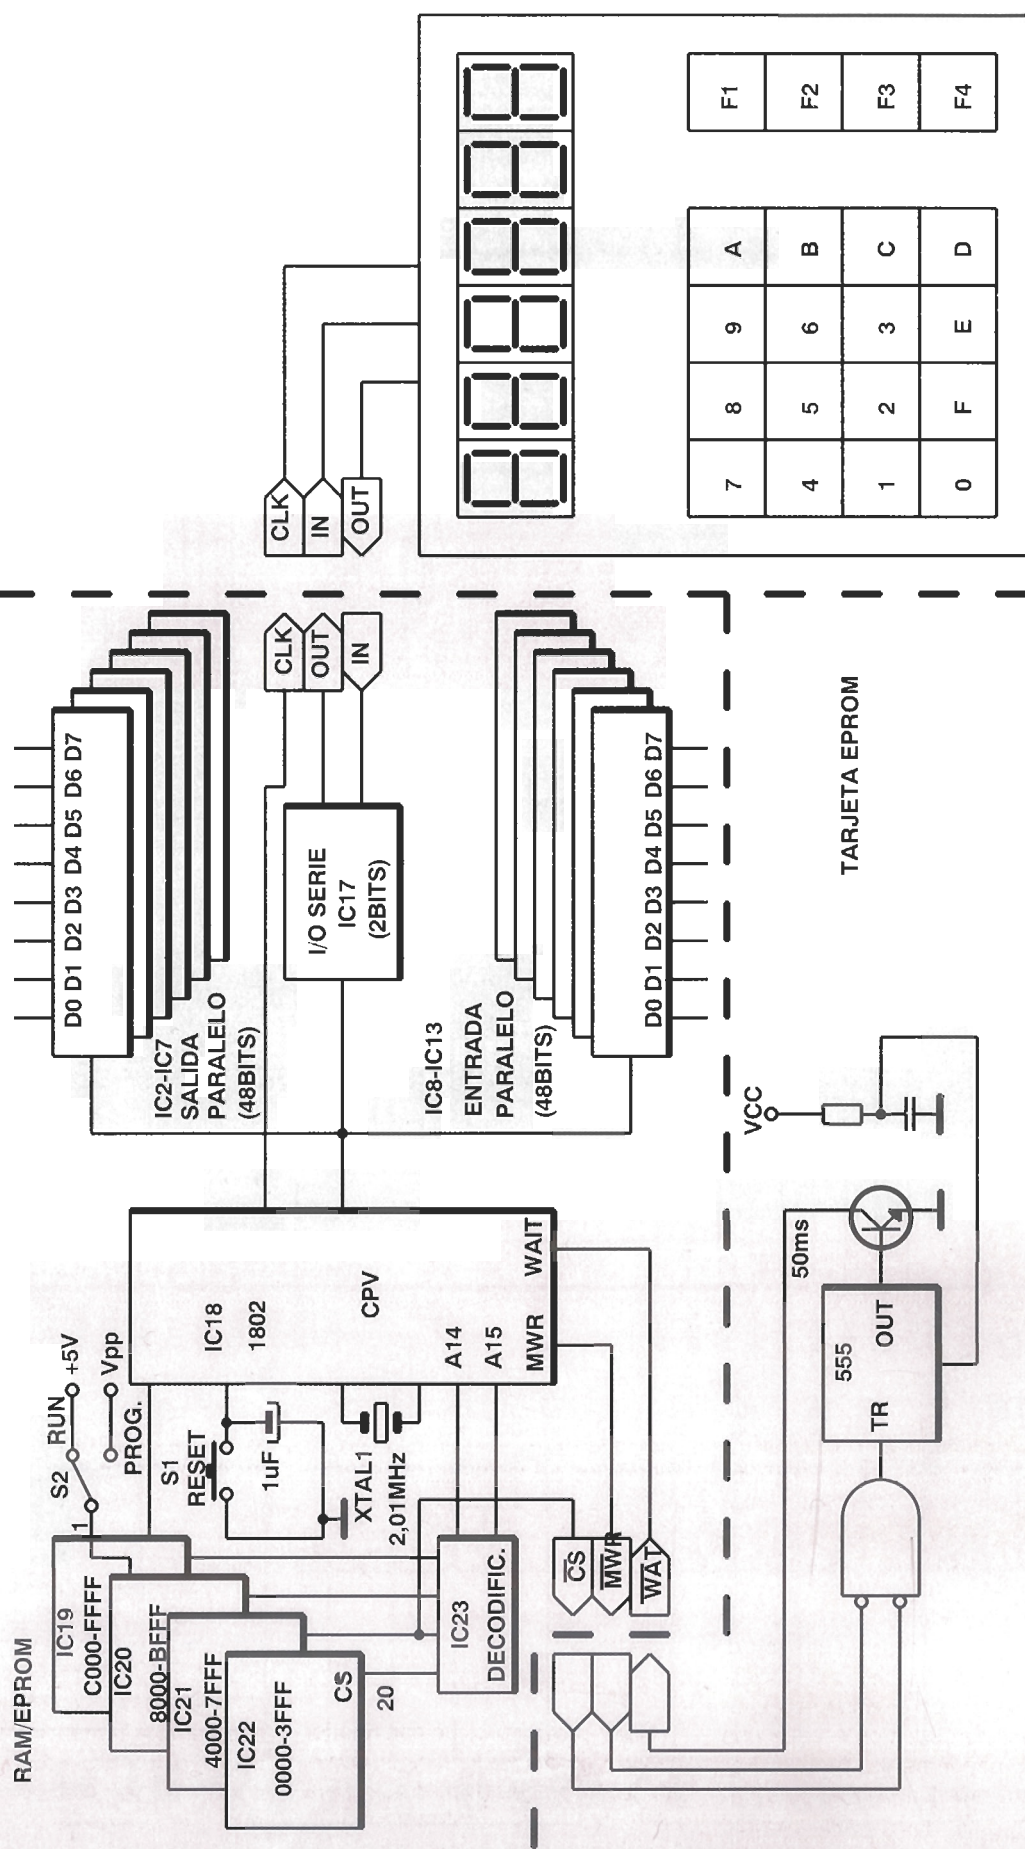 RAM/EPROM
IC19
C000-FFFF
IC20
8000-BFFF
IC21
4000-7FFF
IC22
0000-3FFF
CS
20
1
S2
RUN
+5V
PROG.
Vpp
S1
RESET
1uF
XTAL1
2,01MHz
IC23
DECODIFIC.
IC18
1802
CPV
A14
A15
MWR
WAIT
CS
MWR
WAT
D0 D1 D2 D3 D4 D5 D6 D7
IC2-IC7
SALIDA
PARALELO
(48BITS)
I/O SERIE
IC17
(2BITS)
CLK
OUT
IN
IC8-IC13
ENTRADA
PARALELO
(48BITS)
D0 D1 D2 D3 D4 D5 D6 D7
CLK
IN
OUT
7 8 9 A F1
4 5 6 B F2
1 2 3 C F3
0 F E D F4
TARJETA EPROM
VCC
50ms
555
TR
OUT